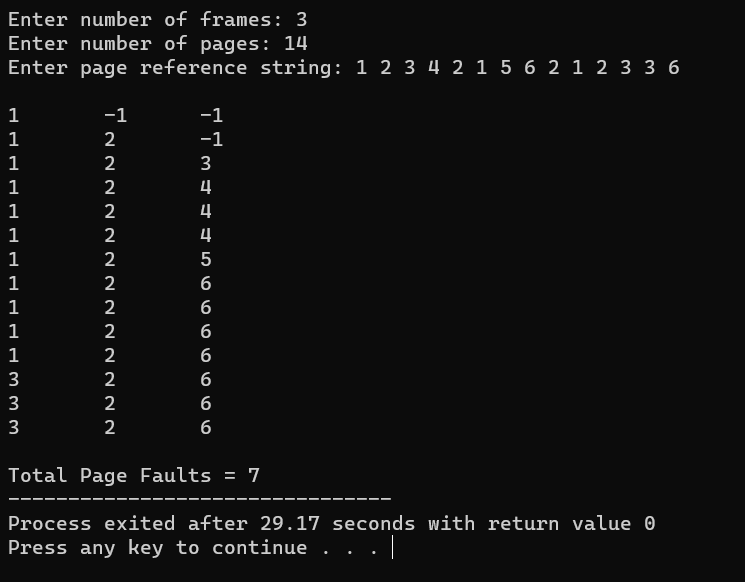 Enter number of frames: 3
Enter number of pages: 14
Enter page reference string: 1 2 3 4 2 1 5 6 2 1 2 3 3 6
1 -1 -1
1 2 -1
1 2 3
1 2 4
1 2 4
1 2 4
1 2 5
1 2 6
1 2 6
1 2 6
1 2 6
3 2 6
3 2 6
3 2 6
Total Page Faults = 7
--------------------------------
Process exited after 29.17 seconds with return value 0
Press any key to continue . . .